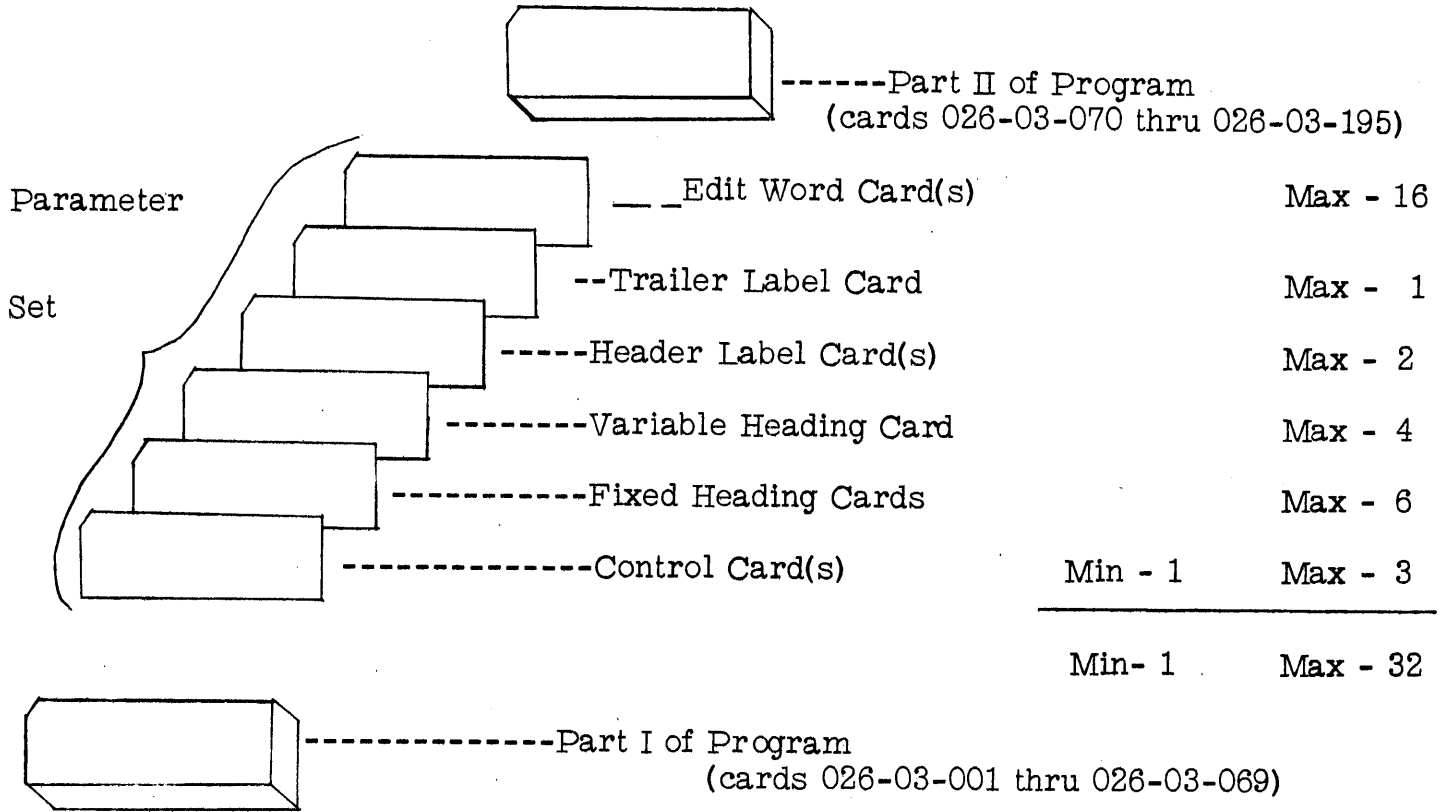 ------Part II of Program
(cards 026-03-070 thru 026-03-195)
Parameter
__ _Edit Word Card(s) Max - 16
--Trailer Label Card Max - 1
Set
-----Header Label Card(s) Max - 2
-------Variable Heading Card Max - 4
-----------Fixed Heading Cards Max - 6
-------------Control Card(s) Min - 1 Max - 3
Min- 1 Max - 32
-------------Part I of Program
(cards 026-03-001 thru 026-03-069)